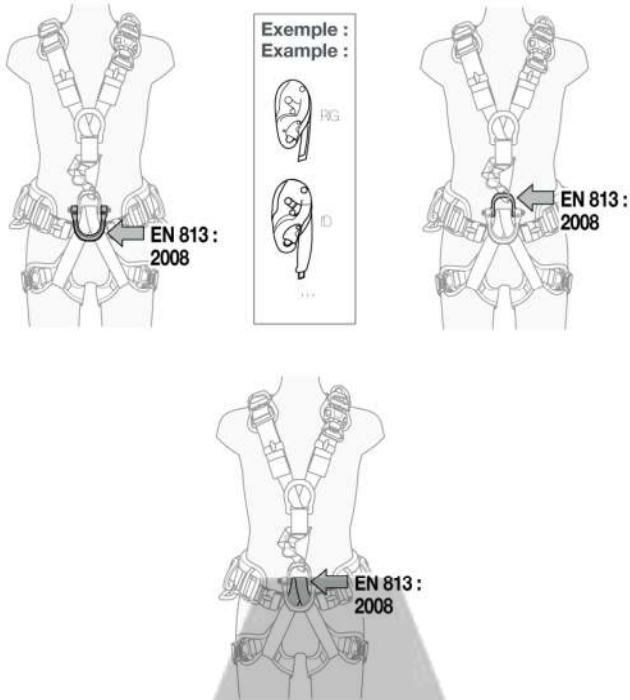 Exemple :
Example :
RIG
ID
...
EN 813 :
2008
EN 813 :
2008
EN 813 :
2008